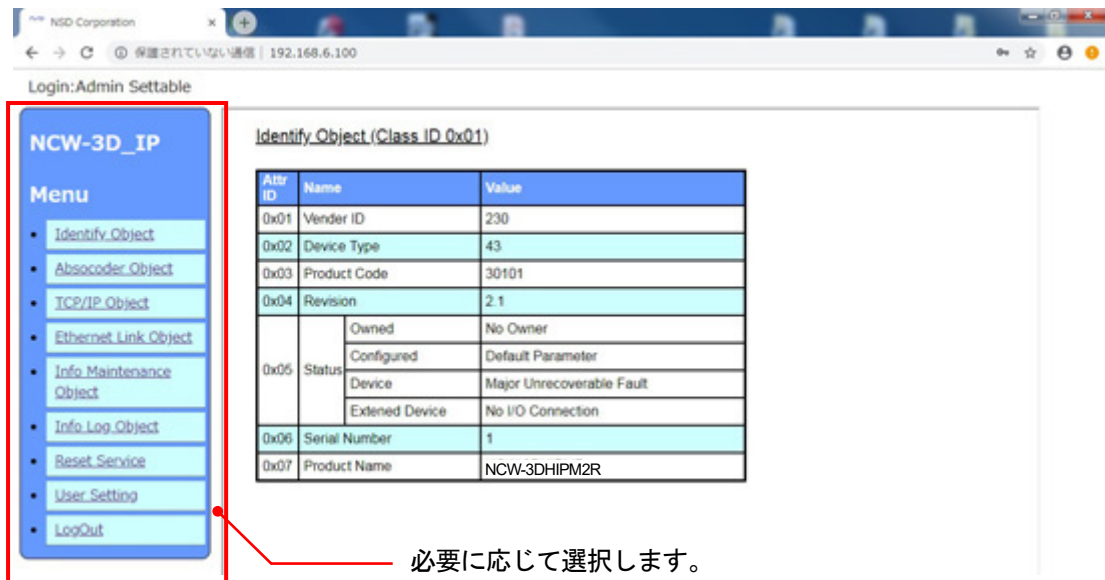 NSD Corporation
保護されていない通信 | 192.168.6.100
Login:Admin Settable
NCW-3D_IP
Menu
Identify Object
Absocoder Object
TCP/IP Object
Ethernet Link Object
Info Maintenance
Object
Info Log Object
Reset Service
User Setting
LogOut
Identify Object (Class ID 0x01)
Attr ID Name Value
0x01 Vender ID 230
0x02 Device Type 43
0x03 Product Code 30101
0x04 Revision 2.1
0x05 Status Owned No Owner
Configured Default Parameter
Device Major Unrecoverable Fault
Extened Device No I/O Connection
0x06 Serial Number 1
0x07 Product Name NCW-3DHIPM2R
必要に応じて選択します。